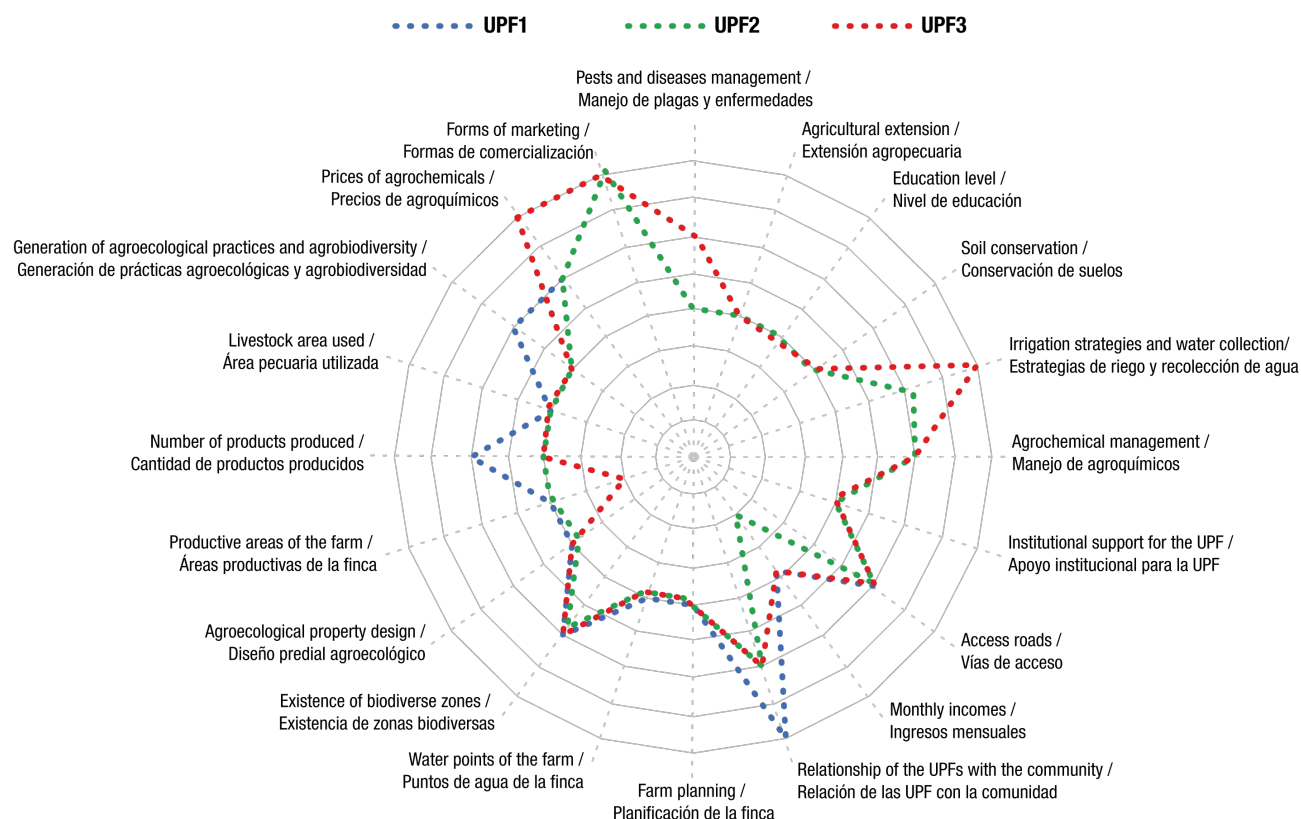 UPF1
UPF2
UPF3
Pests and diseases management /
Manejo de plagas y enfermedades
Agricultural extension /
Extensión agropecuaria
Education level /
Nivel de educación
Soil conservation /
Conservación de suelos
Irrigation strategies and water collection/
Estrategias de riego y recolección de agua
Agrochemical management /
Manejo de agroquímicos
Institutional support for the UPF /
Apoyo institucional para la UPF
Access roads /
Vías de acceso
Monthly incomes /
Ingresos mensuales
Relationship of the UPFs with the community /
Relación de las UPF con la comunidad
Farm planning /
Planificación de la finca
Water points of the farm /
Puntos de agua de la finca
Existence of biodiverse zones /
Existencia de zonas biodiversas
Agroecological property design /
Diseño predial agroecológico
Productive areas of the farm /
Áreas productivas de la finca
Number of products produced /
Cantidad de productos producidos
Livestock area used /
Área pecuaria utilizada
Generation of agroecological practices and agrobiodiversity /
Generación de prácticas agroecológicas y agrobiodiversidad
Prices of agrochemicals /
Precios de agroquímicos
Forms of marketing /
Formas de comercialización